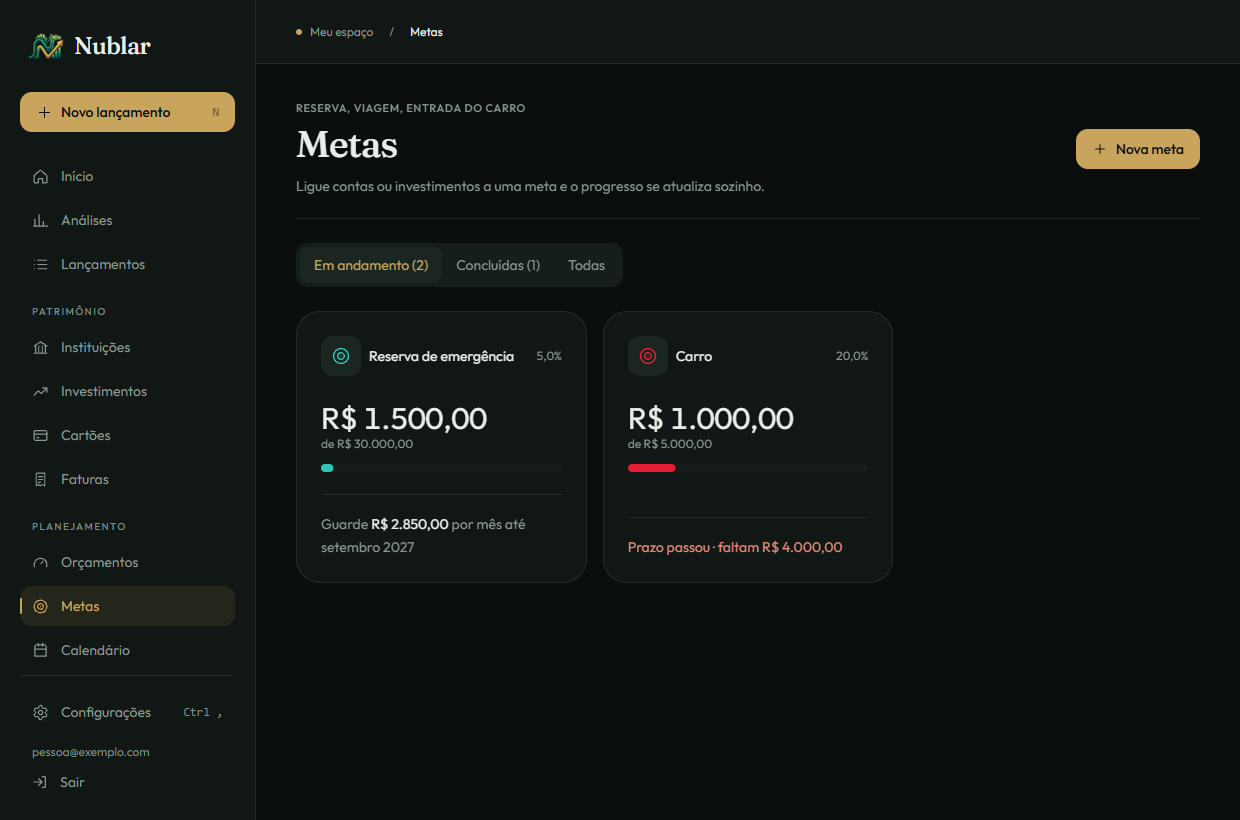 Nublar
Novo lançamento N
Início
Análises
Lançamentos
PATRIMÔNIO
Instituições
Investimentos
Cartões
Faturas
PLANEJAMENTO
Orçamentos
Metas
Calendário
Configurações Ctrl ,
pessoa@exemplo.com
Sair
Meu espaço / Metas
RESERVA, VIAGEM, ENTRADA DO CARRO
Metas
Nova meta
Ligue contas ou investimentos a uma meta e o progresso se atualiza sozinho.
Em andamento (2) Concluídas (1) Todas
Reserva de emergência 5,0%
R$ 1.500,00
de R$ 30.000,00
Guarde R$ 2.850,00 por mês até
setembro 2027
Carro 20,0%
R$ 1.000,00
de R$ 5.000,00
Prazo passou · faltam R$ 4.000,00